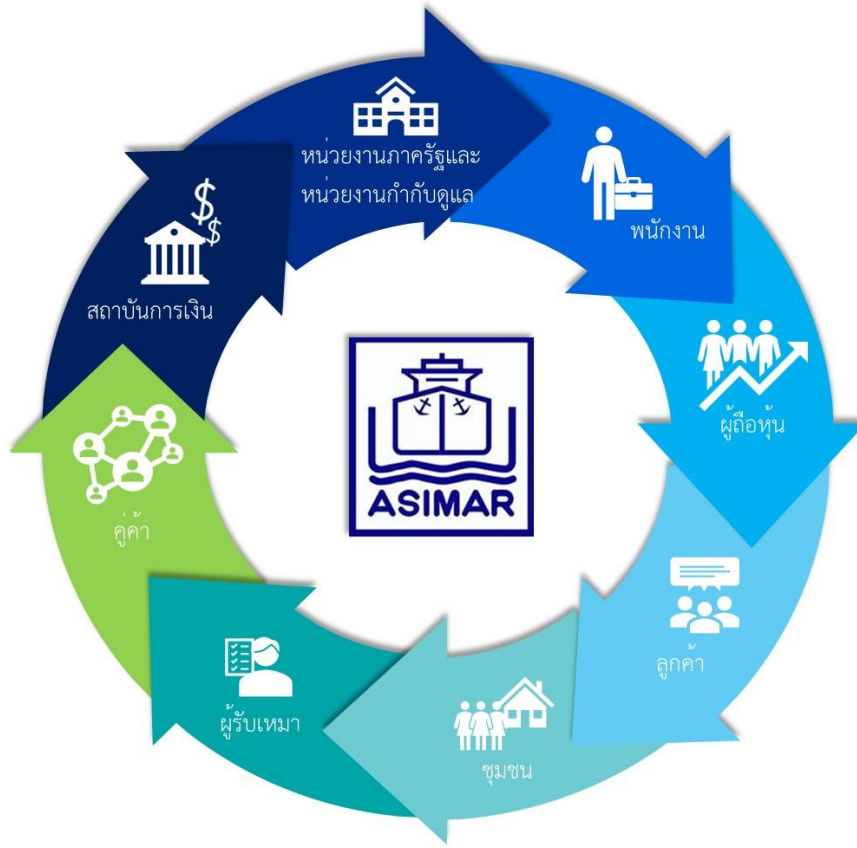 หน่วยงานภาครัฐและ
หน่วยงานกำกับดูแล
พนักงาน
ผู้ถือหุ้น
ลูกค้า
ชุมชน
ผู้รับเหมา
คู่ค้า
สถาบันการเงิน
$
$
ASIMAR